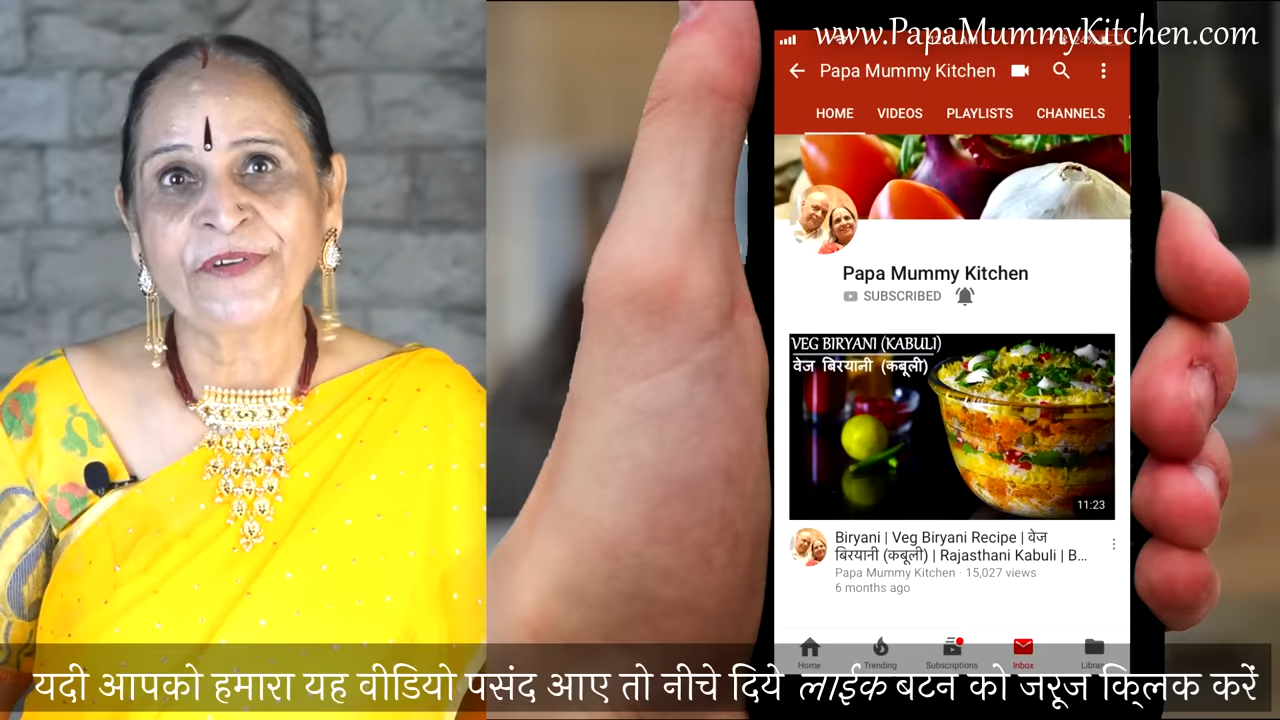 www.PapaMummyKitchen.com
Papa Mummy Kitchen
HOME VIDEOS PLAYLISTS CHANNELS
Papa Mummy Kitchen
SUBSCRIBED
VEG BIRYANI (KABULI)
वेज बिरयानी (कबूली)
11:23
Biryani | Veg Biryani Recipe | वेज
बिरयानी (कबूली) | Rajasthani Kabuli | B...
Papa Mummy Kitchen · 15,027 views
6 months ago
Home Trending Subscriptions Inbox
यदी आपको हमारा यह वीडियो पसंद आए तो नीचे दिये लाईक बटन को जरूज क्लिक करें